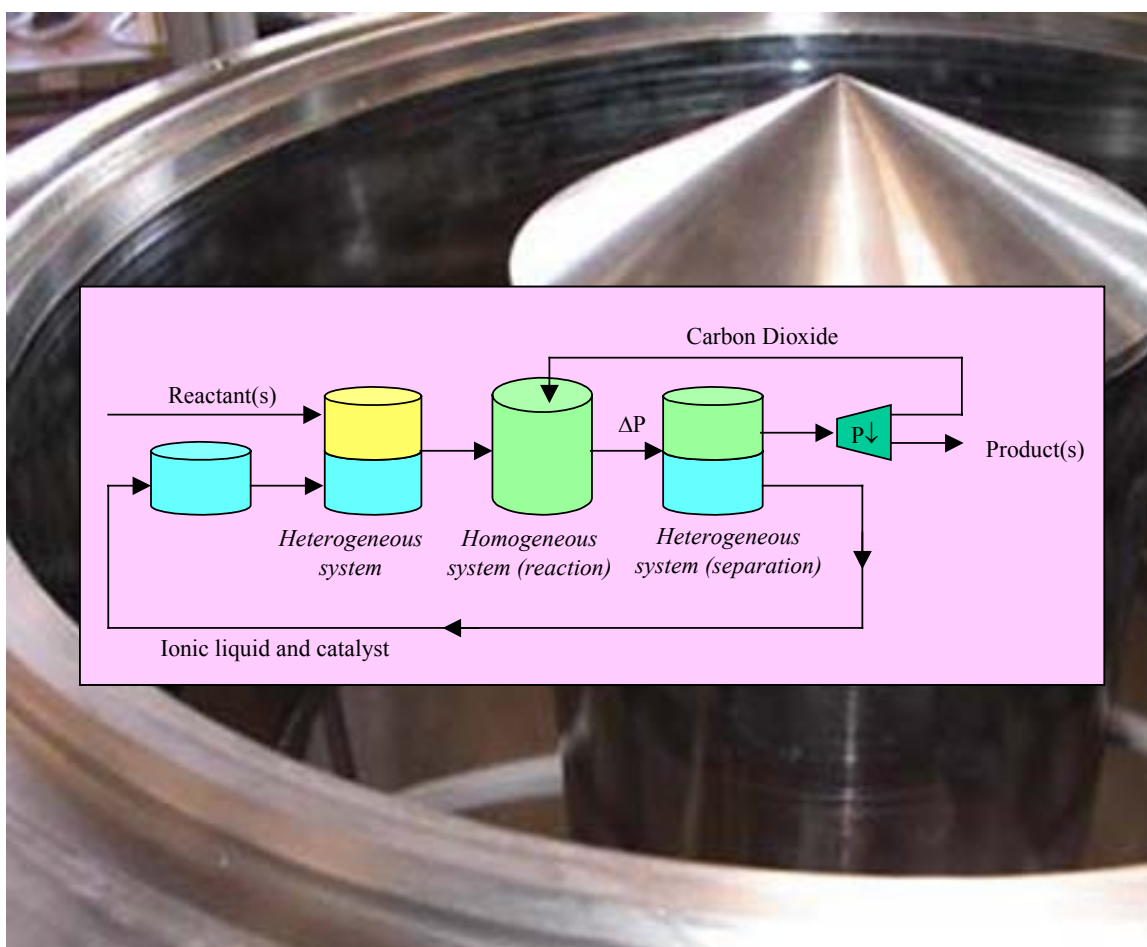 Carbon Dioxide
Reactant(s)
ΔP
P↓
Product(s)
Heterogeneous
system
Homogeneous
system (reaction)
Heterogeneous
system (separation)
Ionic liquid and catalyst